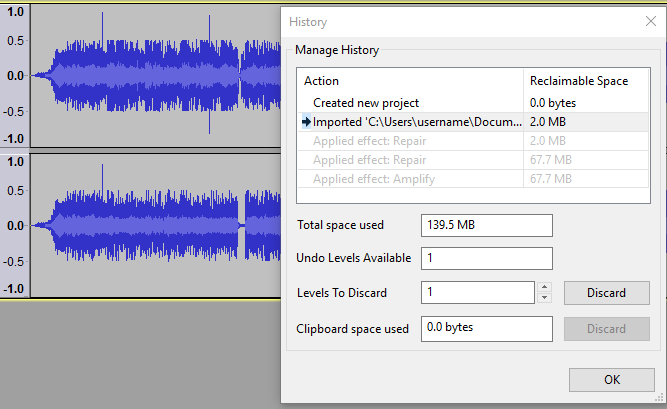 History
Manage History
Action Reclaimable Space
Created new project 0.0 bytes
Imported 'C:\Users\username\Docum... 2.0 MB
Applied effect: Repair 2.0 MB
Applied effect: Repair 67.7 MB
Applied effect: Amplify 67.7 MB
Total space used 139.5 MB
Undo Levels Available 1
Levels To Discard 1 Discard
Clipboard space used 0.0 bytes Discard
OK
1.0
0.5
0.0
-0.5
-1.0
1.0
0.5
0.0
-0.5
-1.0